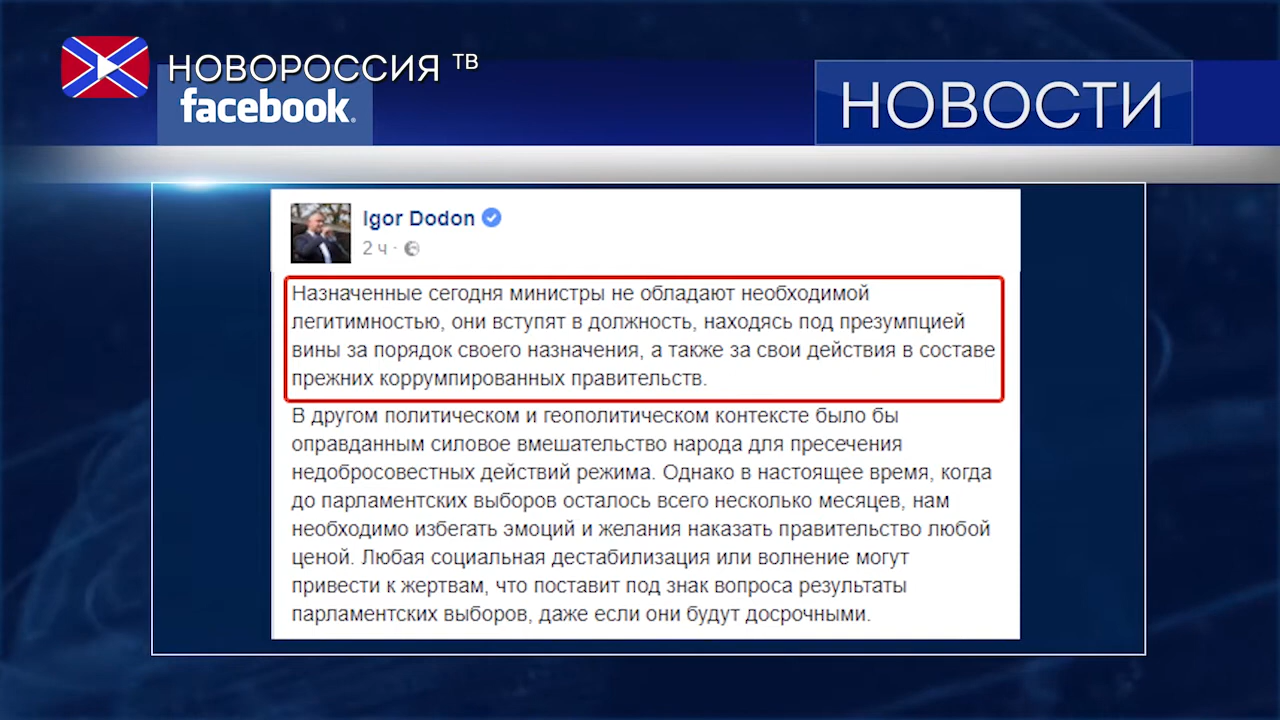 НОВОРОССИЯ ТВ
facebook.
НОВОСТИ
Igor Dodon
2 ч ·
Назначенные сегодня министры не обладают необходимой
легитимностью, они вступят в должность, находясь под презумпцией
вины за порядок своего назначения, а также за свои действия в составе
прежних коррумпированных правительств.
В другом политическом и геополитическом контексте было бы
оправданным силовое вмешательство народа для пресечения
недобросовестных действий режима. Однако в настоящее время, когда
до парламентских выборов осталось всего несколько месяцев, нам
необходимо избегать эмоций и желания наказать правительство любой
ценой. Любая социальная дестабилизация или волнение могут
привести к жертвам, что поставит под знак вопроса результаты
парламентских выборов, даже если они будут досрочными.